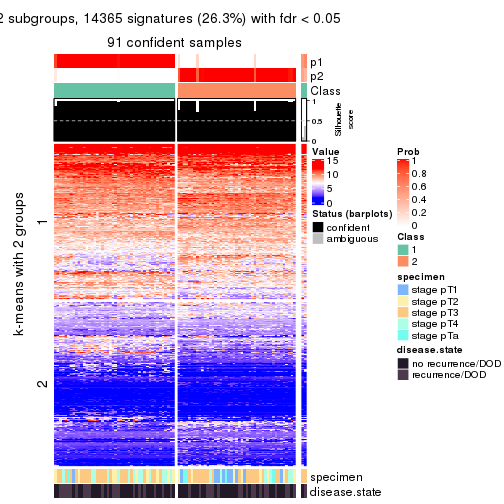 2 subgroups, 14365 signatures (26.3%) with fdr < 0.05
91 confident samples
p1
p2
Class
1
0.5
0
Silhouette
score
k-means with 2 groups
1
2
Value
15
10
5
0
Status (barplots)
confident
ambiguous
Prob
1
0.8
0.6
0.4
0.2
0
Class
1
2
specimen
stage pT1
stage pT2
stage pT3
stage pT4
stage pTa
disease.state
no recurrence/DOD
recurrence/DOD
specimen
disease.state